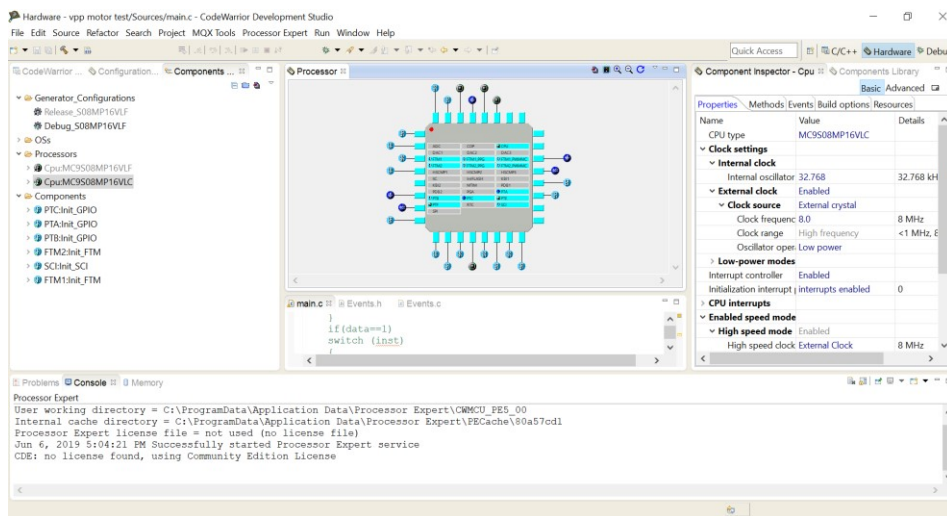 Hardware - vpp motor test/Sources/main.c - CodeWarrior Development Studio
File Edit Source Refactor Search Project MQX Tools Processor Expert Run Window Help
Quick Access
C/C++
Hardware
Debu
CodeWarrior ...
Configuration...
Components ...
Generator_Configurations
Release_S08MP16VLF
Debug_S08MP16VLF
OSs
Processors
Cpu:MC9S08MP16VLF
Cpu:MC9S08MP16VLC
Components
PTC:Init_GPIO
PTA:Init_GPIO
PTB:Init_GPIO
FTM2:Init_FTM
SCI:Init_SCI
FTM1:Init_FTM
Processor
main.c
Events.h
Events.c
}
if(data==1)
switch (inst)
{
Component Inspector - Cpu
Components Library
Basic Advanced
Properties Methods Events Build options Resources
Name Value Details
CPU type MC9S08MP16VLC
Clock settings
Internal clock
Internal oscillator 32.768 32.768 kH
External clock Enabled
Clock source External crystal
Clock frequenc 8.0 8 MHz
Clock range High frequency <1 MHz, 8
Oscillator oper Low power
Low-power modes
Interrupt controller Enabled
Initialization interrupt p interrupts enabled 0
CPU interrupts
Enabled speed mode
High speed mode Enabled
High speed clock External Clock 8 MHz
Problems Console Memory
Processor Expert
User working directory = C:\ProgramData\Application Data\Processor Expert\CWMCU_PE5_00
Internal cache directory = C:\ProgramData\Application Data\Processor Expert\PECache\80a57cd1
Processor Expert license file = not used (no license file)
Jun 6, 2019 5:04:21 PM Successfully started Processor Expert service
CDE: no license found, using Community Edition License